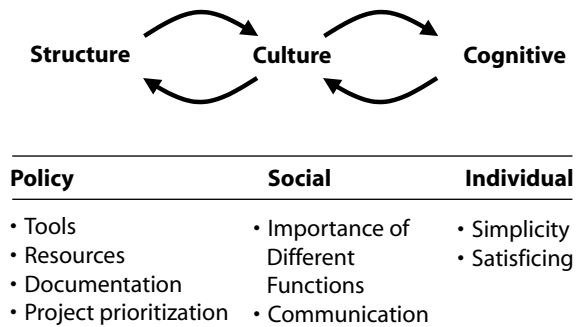 Structure Culture Cognitive
Policy Social Individual
• Tools
• Resources
• Documentation
• Project prioritization
• Importance of
Different
Functions
• Communication
• Simplicity
• Satisficing